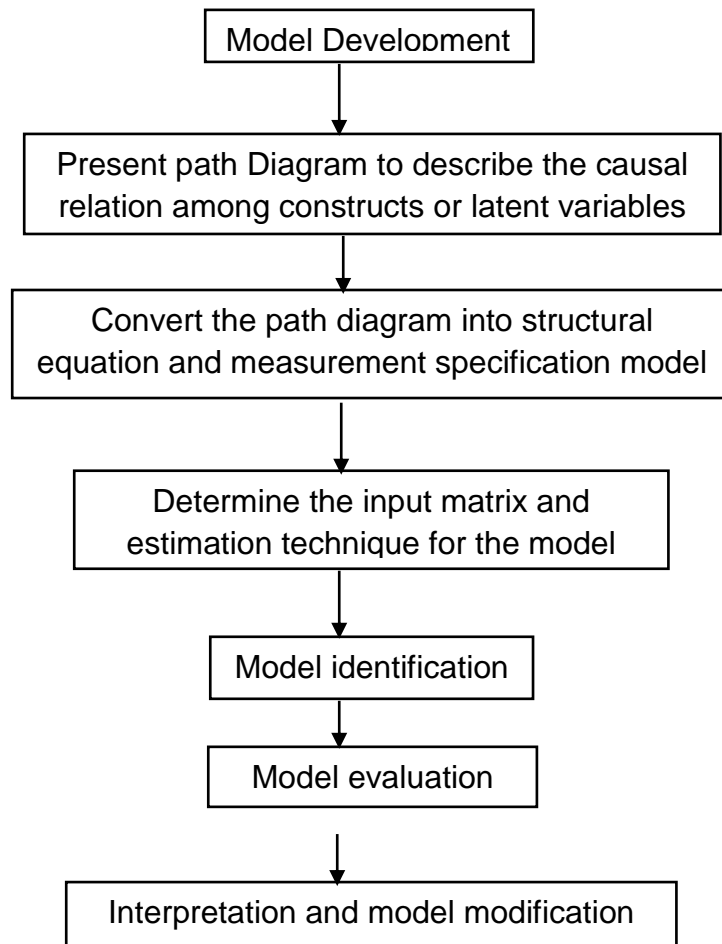 Model Development
Present path Diagram to describe the causal
relation among constructs or latent variables
Convert the path diagram into structural
equation and measurement specification model
Determine the input matrix and
estimation technique for the model
Model identification
Model evaluation
Interpretation and model modification